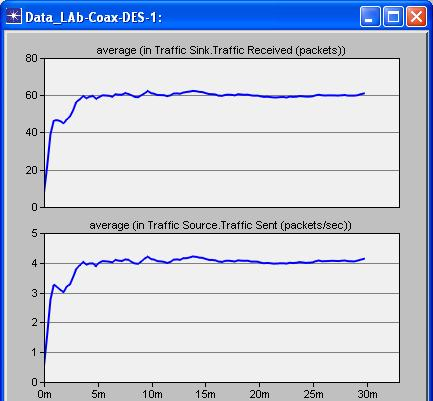 Data_LAb-Coax-DES-1:
average (in Traffic Sink.Traffic Received (packets))
80
60
40
20
0
average (in Traffic Source.Traffic Sent (packets/sec))
5
4
3
2
1
0
0m 5m 10m 15m 20m 25m 30m